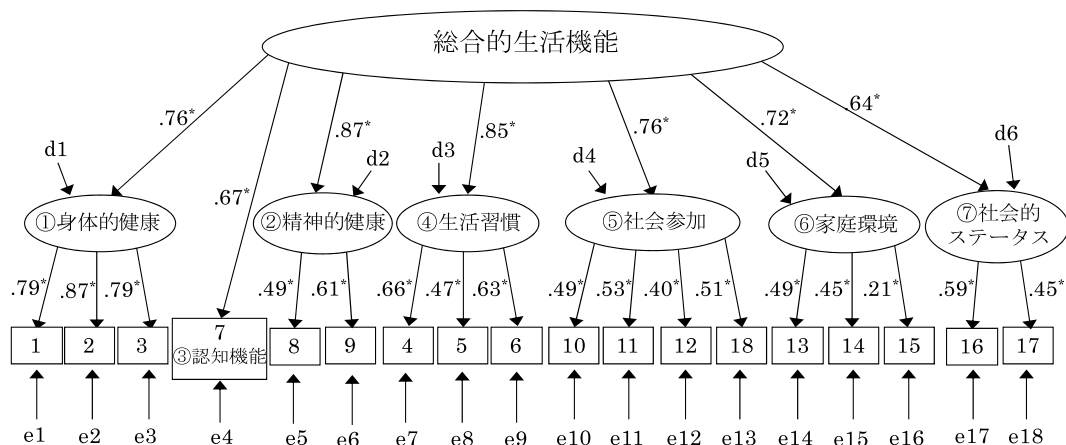 総合的生活機能
.76*
.67*
.87*
.85*
.76*
.72*
.64*
d1
d2
d3
d4
d5
d6
①身体的健康
②精神的健康
④生活習慣
⑤社会参加
⑥家庭環境
⑦社会的
ステータス
.79* .87* .79* .49* .61* .66* .47* .63* .49* .53* .40* .51* .49* .45* .21* .59* .45*
1 2 3 7 8 9 4 5 6 10 11 12 18 13 14 15 16 17
③認知機能
e1 e2 e3 e4 e5 e6 e7 e8 e9 e10 e11 e12 e13 e14 e15 e16 e17 e18